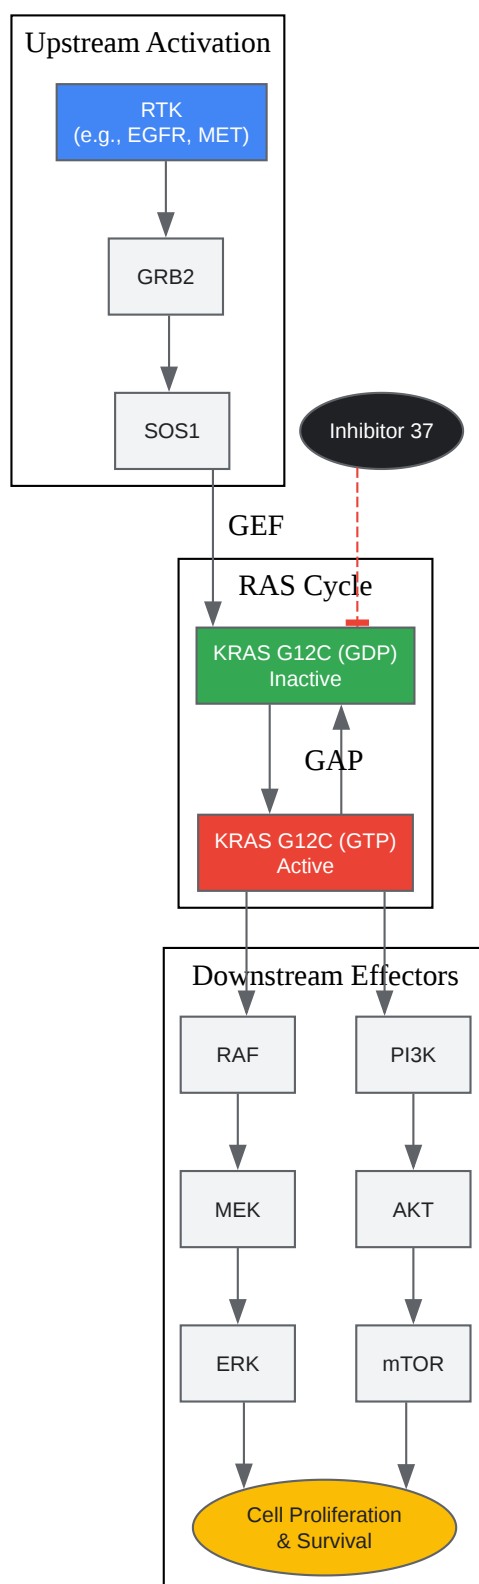 Upstream Activation
RTK
(e.g., EGFR, MET)
GRB2
SOS1
Inhibitor 37
GEF
RAS Cycle
KRAS G12C (GDP)
Inactive
GAP
KRAS G12C (GTP)
Active
Downstream Effectors
RAF
PI3K
MEK
AKT
ERK
mTOR
Cell Proliferation
& Survival